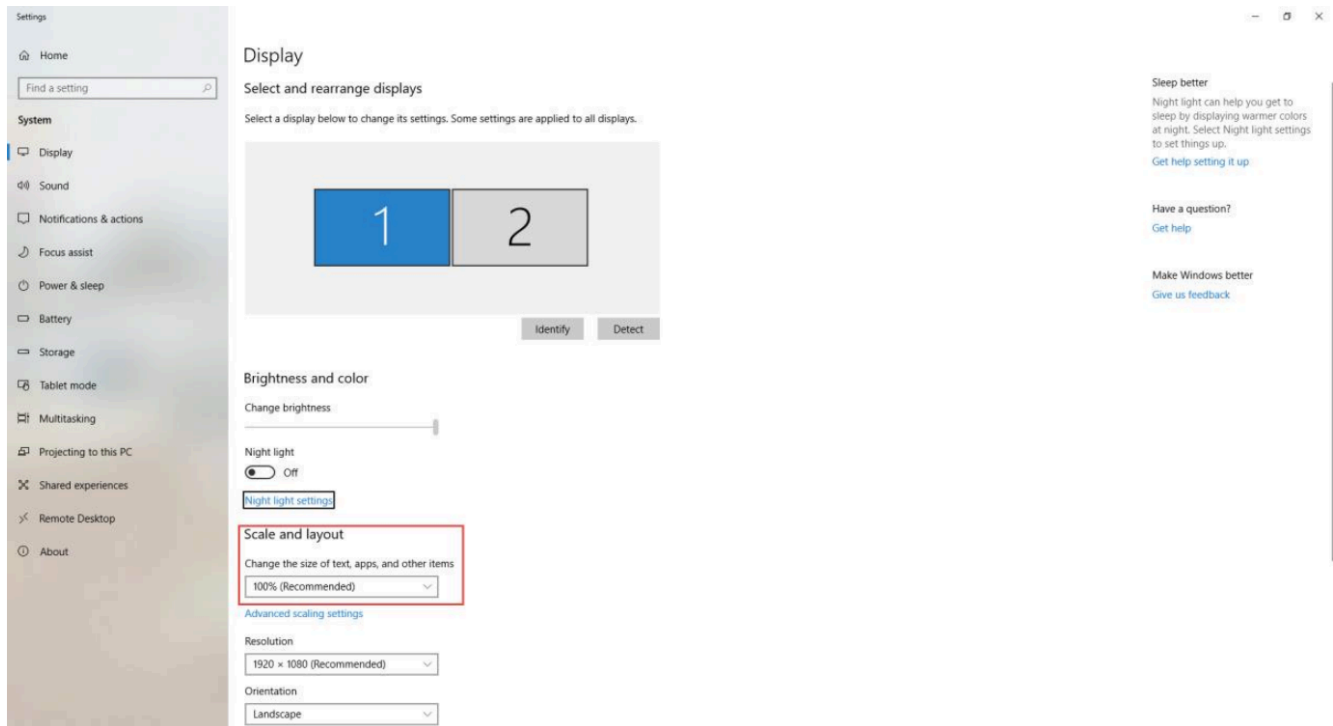 Settings
Home
Find a setting
System
Display
Sound
Notifications & actions
Focus assist
Power & sleep
Battery
Storage
Tablet mode
Multitasking
Projecting to this PC
Shared experiences
Remote Desktop
About
Display
Select and rearrange displays
Select a display below to change its settings. Some settings are applied to all displays.
1
2
Identify
Detect
Brightness and color
Change brightness
Night light
Off
Night light settings
Scale and layout
Change the size of text, apps, and other items
100% (Recommended)
Advanced scaling settings
Resolution
1920 × 1080 (Recommended)
Orientation
Landscape
Sleep better
Night light can help you get to
sleep by displaying warmer colors
at night. Select Night light settings
to set things up.
Get help setting it up
Have a question?
Get help
Make Windows better
Give us feedback